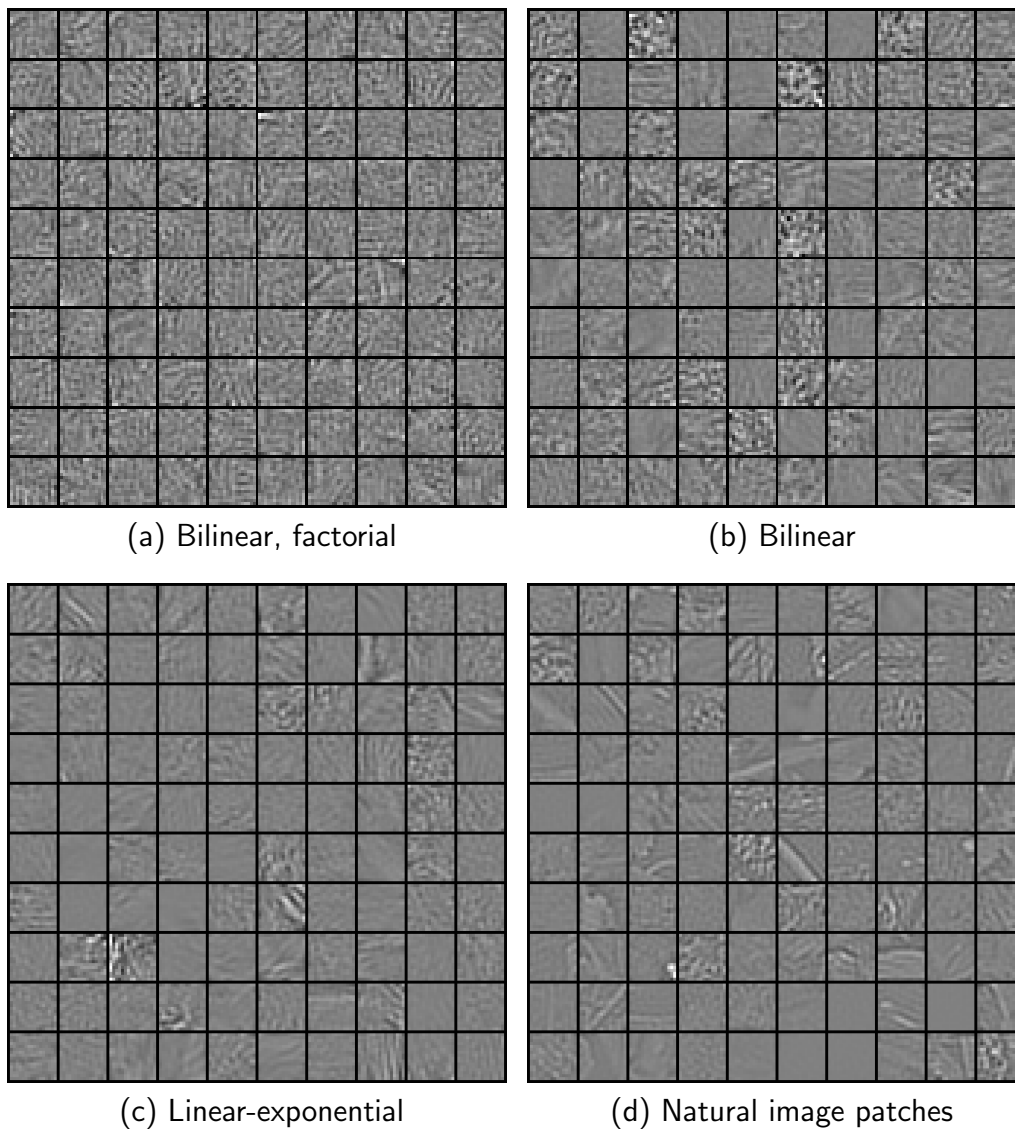 (a) Bilinear, factorial
(b) Bilinear
(c) Linear-exponential
(d) Natural image patches